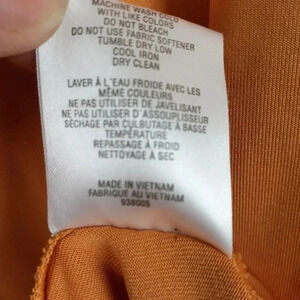 MACHINE WASH COLD
WITH LIKE COLORS
DO NOT BLEACH
DO NOT USE FABRIC SOFTENER
TUMBLE DRY LOW
COOL IRON
DRY CLEAN
LAVER À L'EAU FROIDE AVEC LES
MÊME COULEURS
NE PAS UTILISER DE JAVELISANT
NE PAS UTILISER D'ASSOUPLISSEUR
SÉCHAGE PAR CULBUTAGE À BASSE
TEMPÉRATURE
REPASSAGE À FROID
NETTOYAGE À SEC
MADE IN VIETNAM
FABRIQUE AU VIETNAM
938005